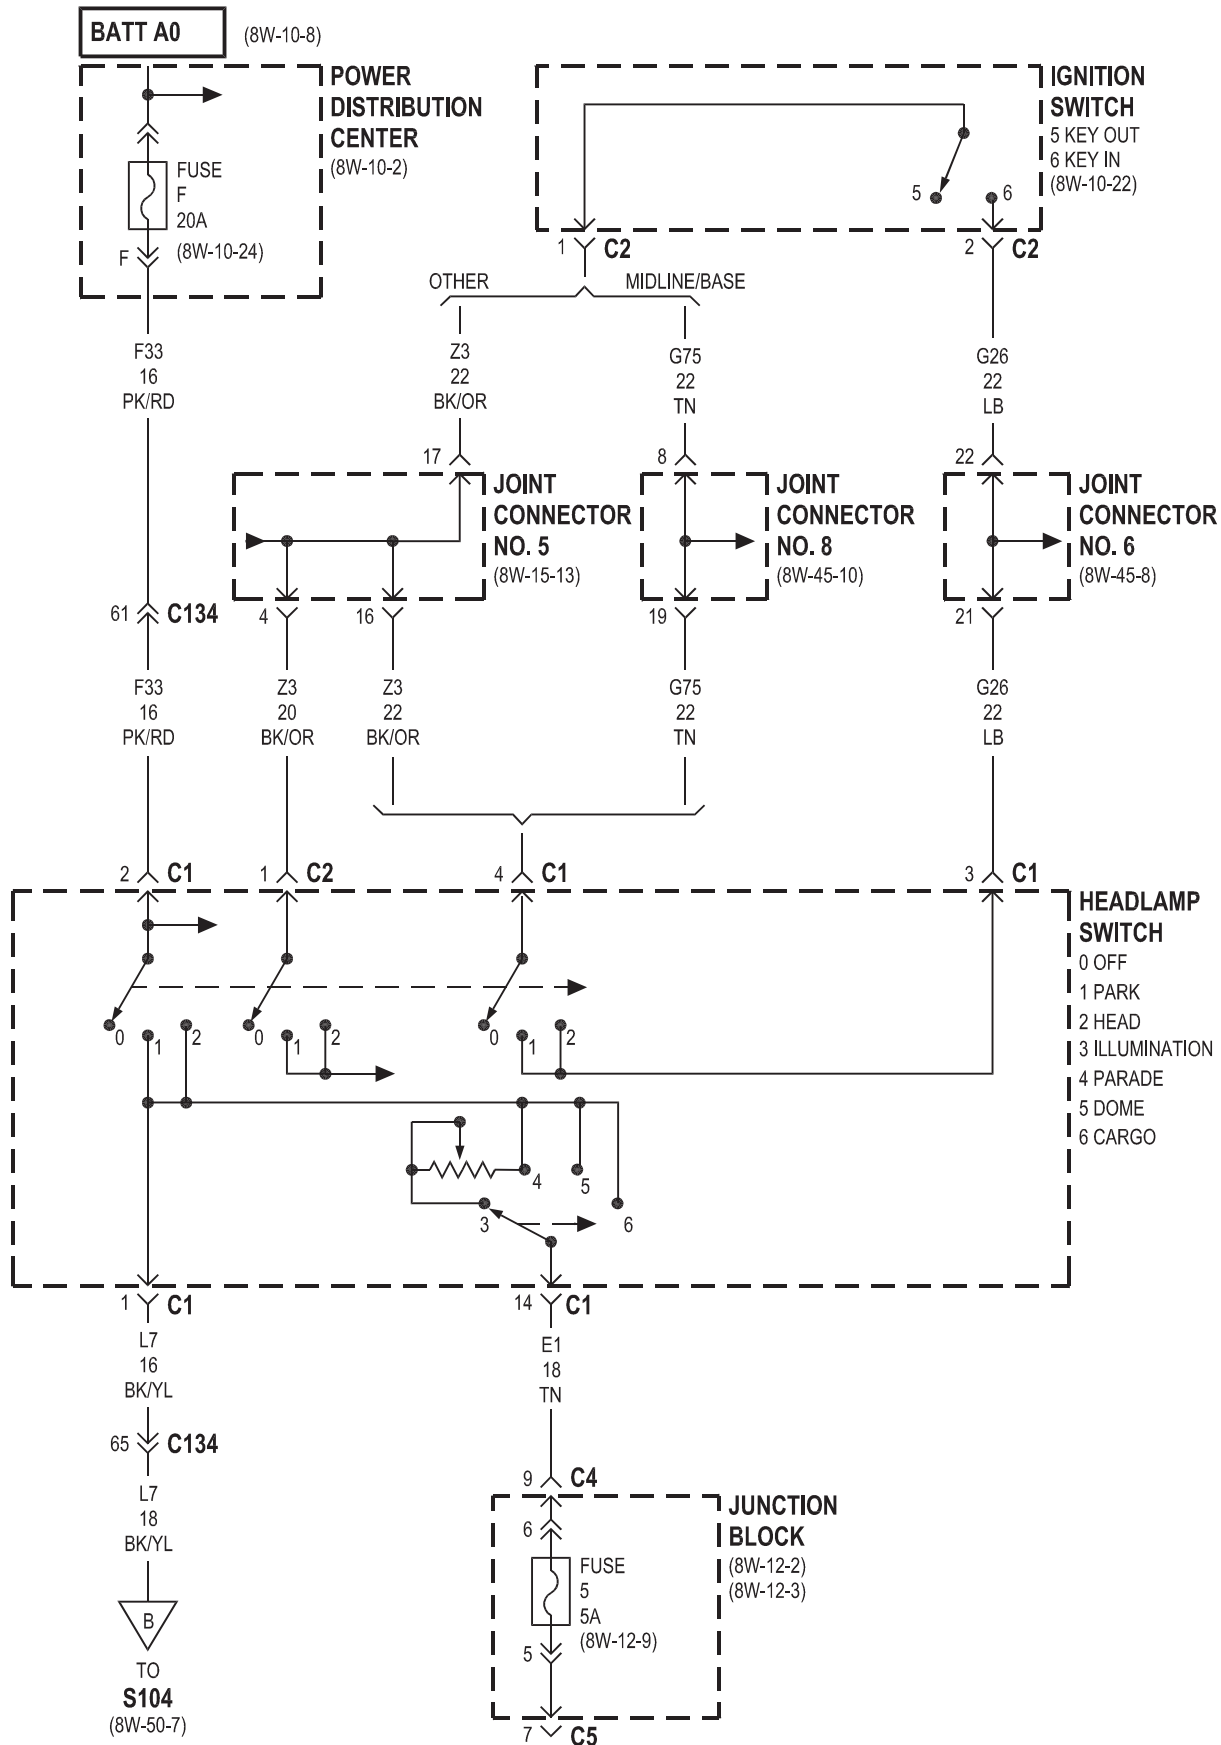 BATT A0
(8W-10-8)
POWER
DISTRIBUTION
CENTER
(8W-10-2)
FUSE
F
20A
(8W-10-24)
F
IGNITION
SWITCH
5 KEY OUT
6 KEY IN
(8W-10-22)
5
6
1
C2
2
C2
OTHER
MIDLINE/BASE
F33
16
PK/RD
Z3
22
BK/OR
G75
22
TN
G26
22
LB
17
8
22
JOINT
CONNECTOR
NO. 5
(8W-15-13)
JOINT
CONNECTOR
NO. 8
(8W-45-10)
JOINT
CONNECTOR
NO. 6
(8W-45-8)
61
C134
4
16
19
21
F33
16
PK/RD
Z3
20
BK/OR
Z3
22
BK/OR
G75
22
TN
G26
22
LB
2
C1
1
C2
4
C1
3
C1
HEADLAMP
SWITCH
0 OFF
1 PARK
2 HEAD
3 ILLUMINATION
4 PARADE
5 DOME
6 CARGO
0
1
2
0
1
2
0
1
2
4
5
3
6
1
C1
14
C1
L7
16
BK/YL
E1
18
TN
65
C134
L7
18
BK/YL
B
TO
S104
(8W-50-7)
9
C4
JUNCTION
BLOCK
(8W-12-2)
(8W-12-3)
6
FUSE
5
5A
(8W-12-9)
5
7
C5